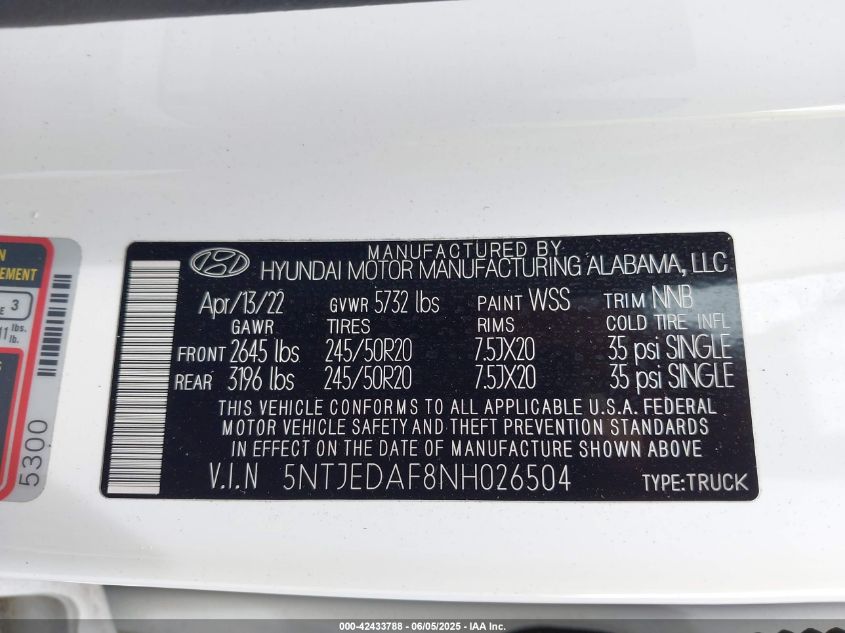 MANUFACTURED BY
HYUNDAI MOTOR MANUFACTURING ALABAMA, LLC
Apr/13/22 GVWR 5732 lbs PAINT WSS TRIM NNB
GAWR TIRES RIMS COLD TIRE INFL
FRONT 2645 lbs 245/50R20 7.5JX20 35 psi SINGLE
REAR 3196 lbs 245/50R20 7.5JX20 35 psi SINGLE
THIS VEHICLE CONFORMS TO ALL APPLICABLE U.S.A. FEDERAL
MOTOR VEHICLE SAFETY AND THEFT PREVENTION STANDARDS
IN EFFECT ON THE DATE OF MANUFACTURE SHOWN ABOVE
V.I.N 5NTJEDAF8NH026504 TYPE:TRUCK
3
lbs.
lb.
5300
000-42433788 - 06/05/2025 - IAA Inc.